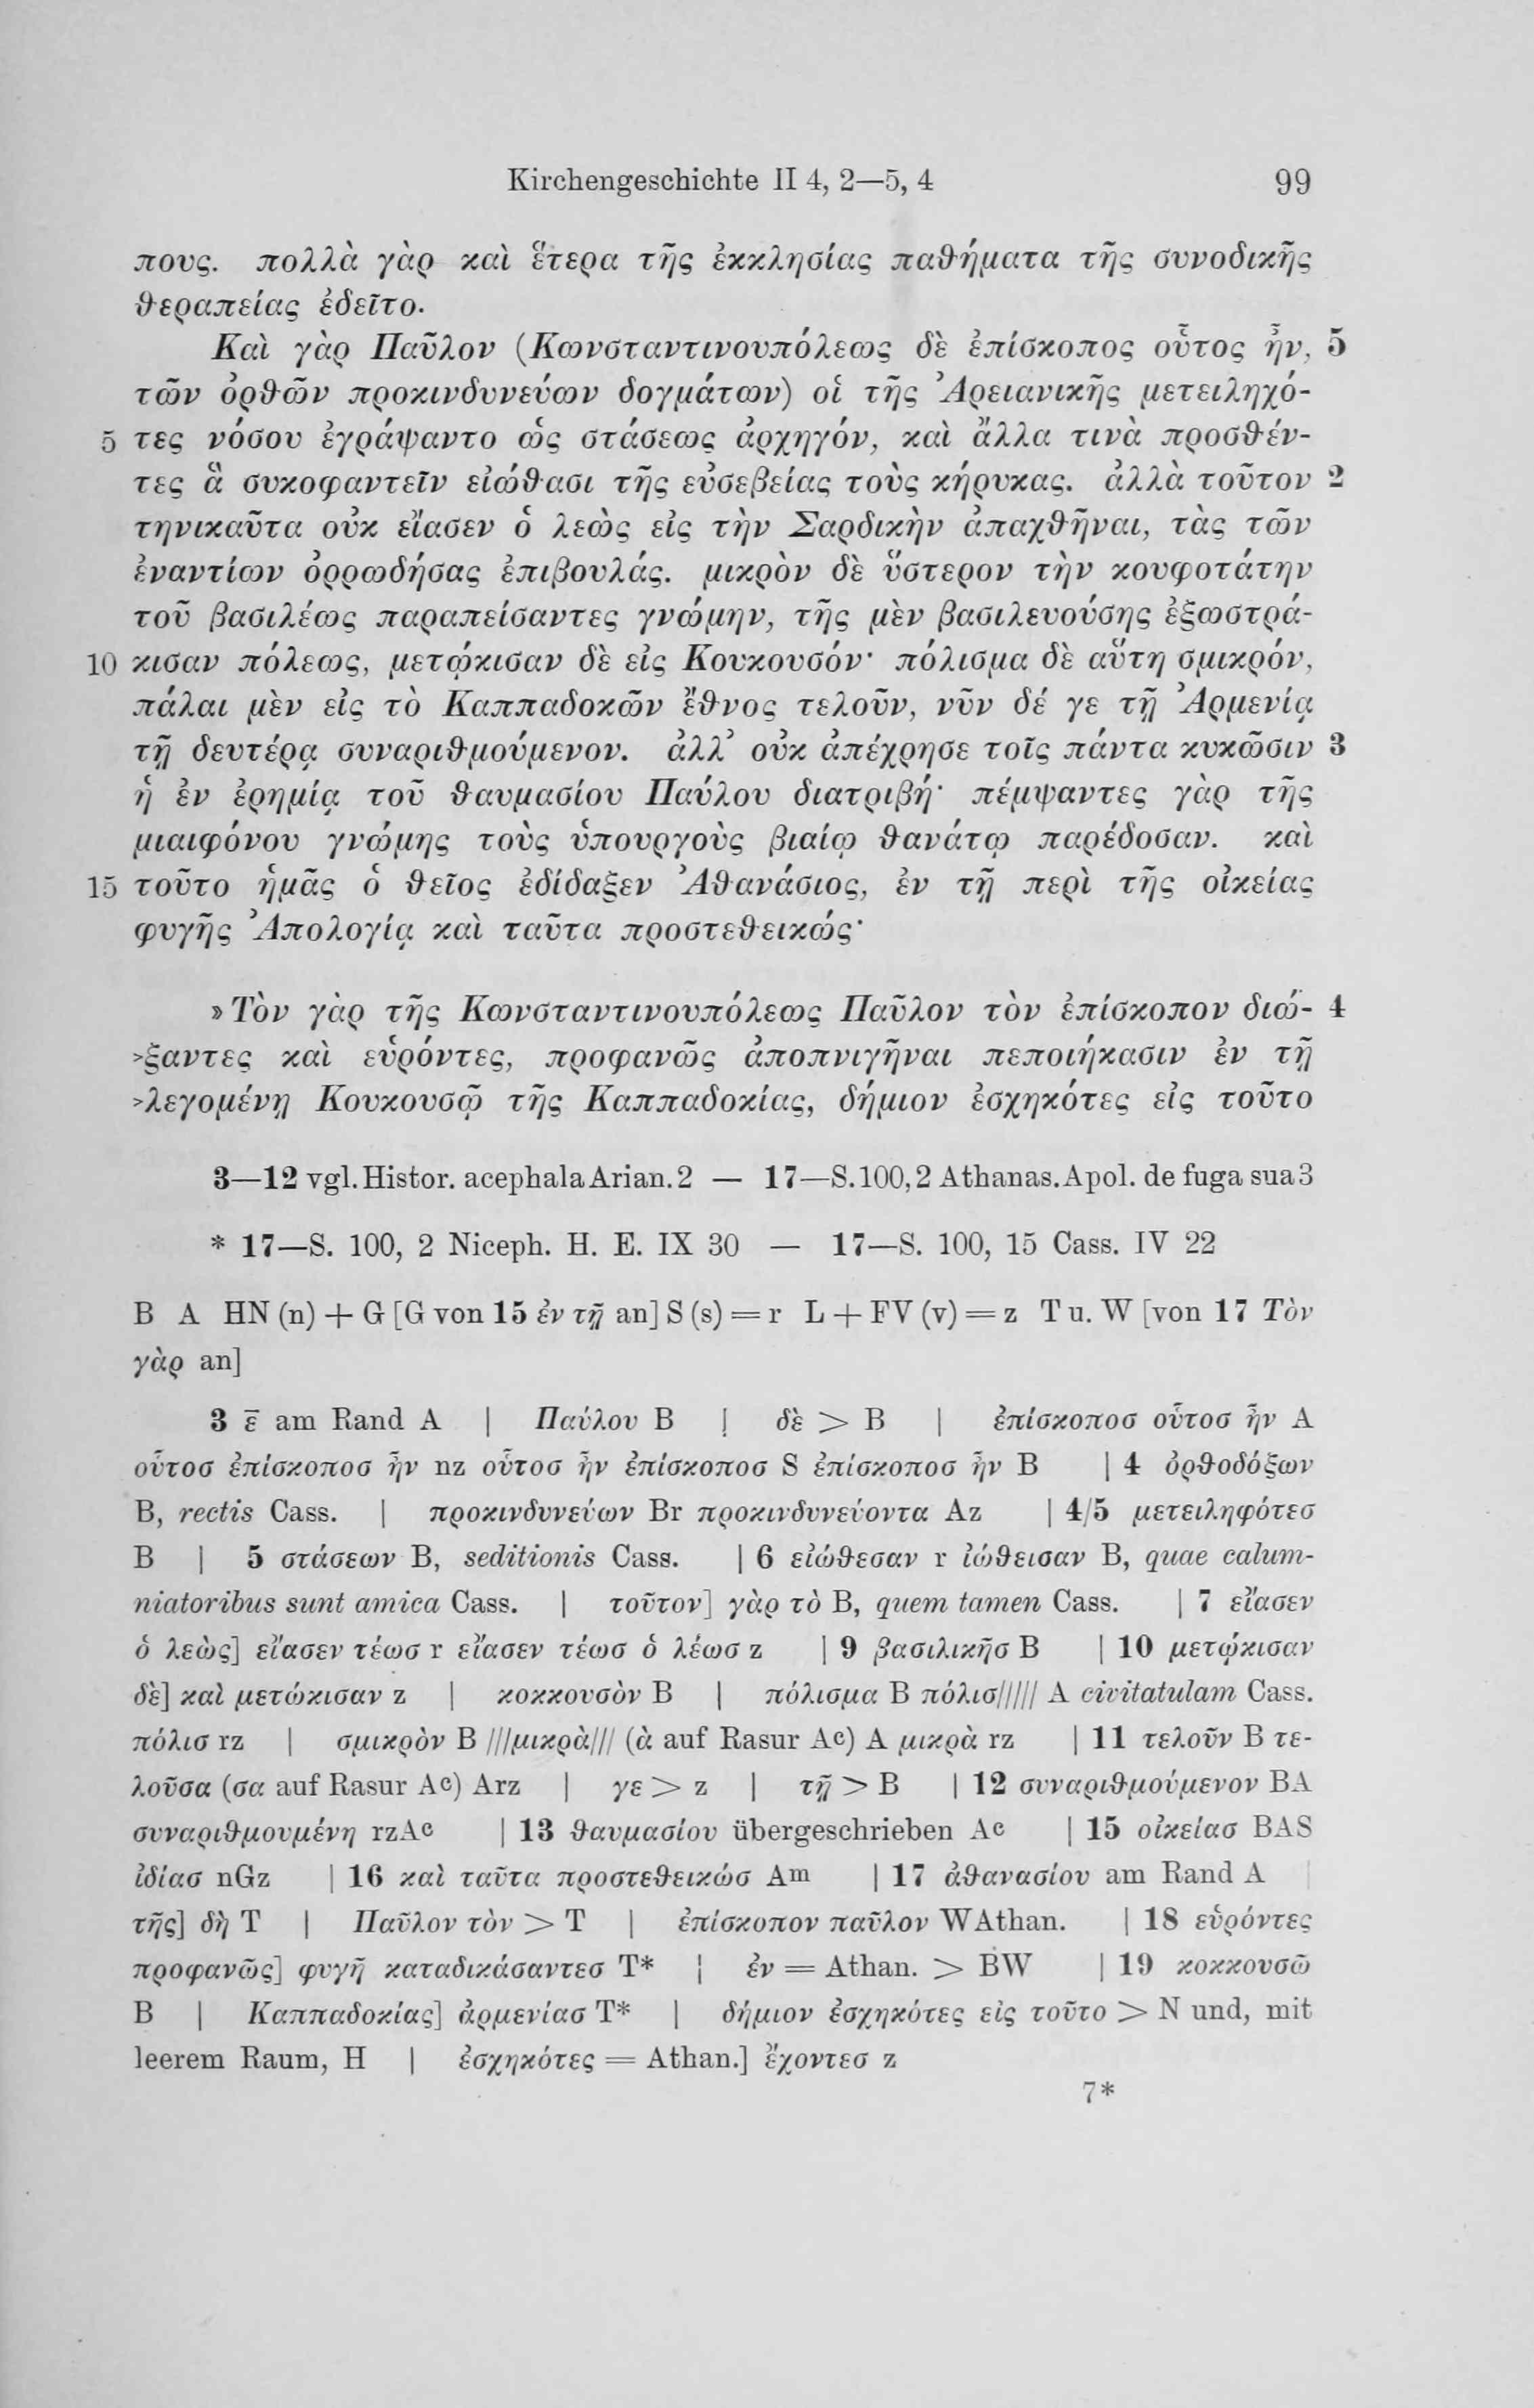 Kirchengeschichte II 4, 2—5, 4 99
πους. πολλὰ γὰρ καὶ ἕτερα τῆς ἐκκλησίας παθήματα τῆς συνοδικῆς
θεραπείας ἐδεῖτο.
Καὶ γὰρ Παῦλον (Κωνσταντινουπόλεως δὲ ἐπίσκοπος οὗτος ἦν, 5
τῶν ὀρθῶν προκινδυνεύων δογμάτων) οἱ τῆς Ἀρειανικῆς μετειληχό-
5 τες νόσου ἐγράψαντο ὡς στάσεως ἀρχηγόν, καὶ ἄλλα τινὰ προσθέν-
τες ἃ συκοφαντεῖν εἰώθασι τῆς εὐσεβείας τοὺς κήρυκας. ἀλλὰ τοῦτον 2
τηνικαῦτα οὐκ εἴασεν ὁ λεὼς εἰς τὴν Σαρδικὴν ἀπαχθῆναι, τὰς τῶν
ἐναντίων ὀρρωδήσας ἐπιβουλάς. μικρὸν δὲ ὕστερον τὴν κουφοτάτην
τοῦ βασιλέως παραπείσαντες γνώμην, τῆς μὲν βασιλευούσης ἐξωστρά-
10 κισαν πόλεως, μετῴκισαν δὲ εἰς Κουκουσόν· πόλισμα δὲ αὕτη σμικρόν,
πάλαι μὲν εἰς τὸ Καππαδοκῶν ἔθνος τελοῦν, νῦν δέ γε τῇ Ἀρμενίᾳ
τῇ δευτέρᾳ συναριθμούμενον. ἀλλ᾽ οὐκ ἀπέχρησε τοῖς πάντα κυκῶσιν 3
ἡ ἐν ἐρημίᾳ τοῦ θαυμασίου Παύλου διατριβή· πέμψαντες γὰρ τῆς
μιαιφόνου γνώμης τοὺς ὑπουργοὺς βιαίῳ θανάτῳ παρέδοσαν. καὶ
15 τοῦτο ἡμᾶς ὁ θεῖος ἐδίδαξεν Ἀθανάσιος, ἐν τῇ περὶ τῆς οἰκείας
φυγῆς Ἀπολογίᾳ καὶ ταῦτα προστεθεικώς·
»Τὸν γὰρ τῆς Κωνσταντινουπόλεως Παῦλον τὸν ἐπίσκοπον διώ- 4
>ξαντες καὶ εὑρόντες, προφανῶς ἀποπνιγῆναι πεποιήκασιν ἐν τῇ
>λεγομένῃ Κουκουσῷ τῆς Καππαδοκίας, δήμιον ἐσχηκότες εἰς τοῦτο
3—12 vgl. Histor. acephala Arian. 2 — 17—S. 100, 2 Athanas. Apol. de fuga sua 3
* 17—S. 100, 2 Niceph. H. E. IX 30 — 17—S. 100, 15 Cass. IV 22
B A HN (n) + G [G von 15 ἐν τῇ an] S (s) = r L + FV (v) = z T u. W [von 17 Τὸν
γὰρ an]
3 ε̄ am Rand A | Παύλου B | δὲ > B | ἐπίσκοποσ οὗτοσ ἦν A
οὗτοσ ἐπίσκοποσ ἦν nz οὗτοσ ἦν ἐπίσκοποσ S ἐπίσκοποσ ἦν B | 4 ὀρθοδόξων
B, rectis Cass. | προκινδυνεύων Br προκινδυνεύοντα Az | 4/5 μετειληφότεσ
B | 5 στάσεων B, seditionis Cass. | 6 εἰώθεσαν r ἰώθεισαν B, quae calum-
niatoribus sunt amica Cass. | τοῦτον] γὰρ τὸ B, quem tamen Cass. | 7 εἴασεν
ὁ λεὼς] εἴασεν τέωσ r εἴασεν τέωσ ὁ λέωσ z | 9 βασιλικῆσ B | 10 μετῴκισαν
δὲ] καὶ μετώκισαν z | κοκκουσὸν B | πόλισμα B πόλισ///// A civitatulam Cass.
πόλισ rz | σμικρὸν B ///μικρὰ/// (ὰ auf Rasur Ac) A μικρὰ rz | 11 τελοῦν B τε-
λοῦσα (σα auf Rasur Ac) Arz | γε > z | τῇ > B | 12 συναριθμούμενον BA
συναριθμουμένη rzAc | 13 θαυμασίου übergeschrieben Ac | 15 οἰκείασ BAS
ἰδίασ nGz | 16 καὶ ταῦτα προστεθεικώσ Am | 17 ἀθανασίου am Rand A |
τῆς] δὴ T | Παῦλον τὸν > T | ἐπίσκοπον παῦλον W Athan. | 18 εὑρόντες
προφανῶς] φυγῇ καταδικάσαντεσ T* | ἐν = Athan. > BW | 19 κοκκουσῶ
B | Καππαδοκίας] ἀρμενίασ T* | δήμιον ἐσχηκότες εἰς τοῦτο > N und, mit
leerem Raum, H | ἐσχηκότες = Athan.] ἔχοντεσ z
7*